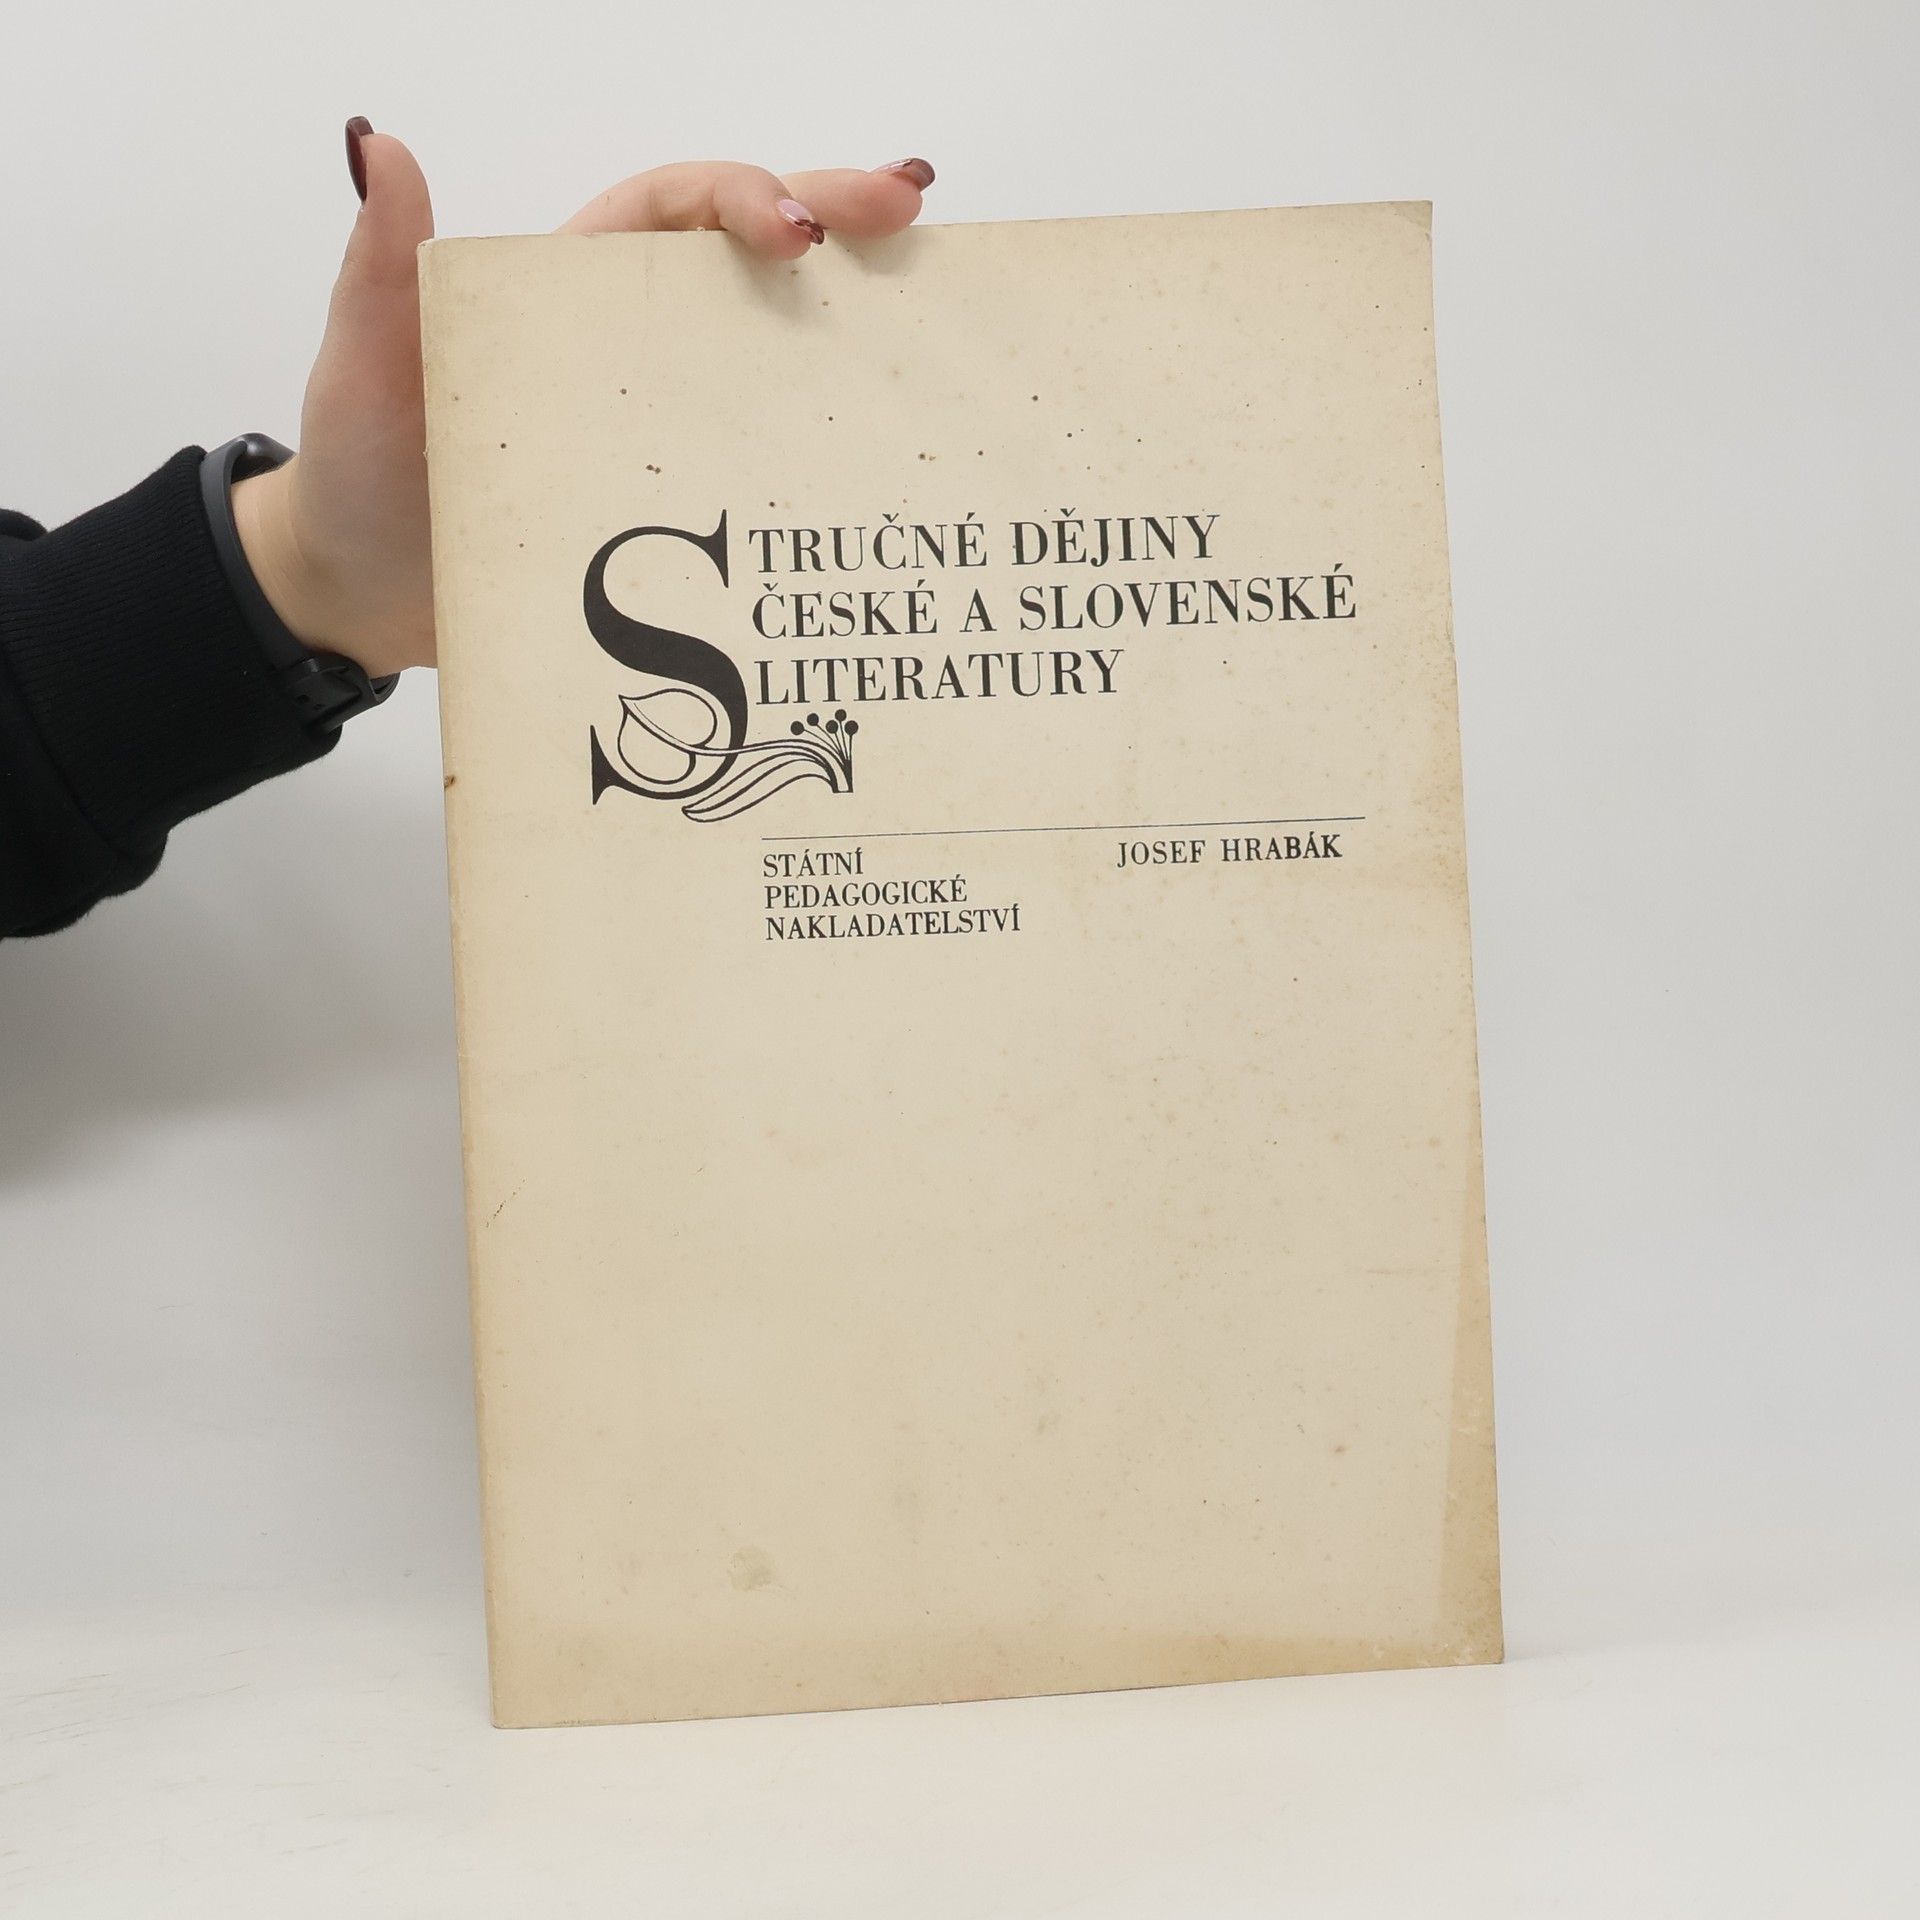 STRUČNÉ DĚJINY
ČESKÉ A SLOVENSKÉ
LITERATURY
STÁTNÍ
PEDAGOGICKÉ
NAKLADATELSTVÍ
JOSEF HRABÁK